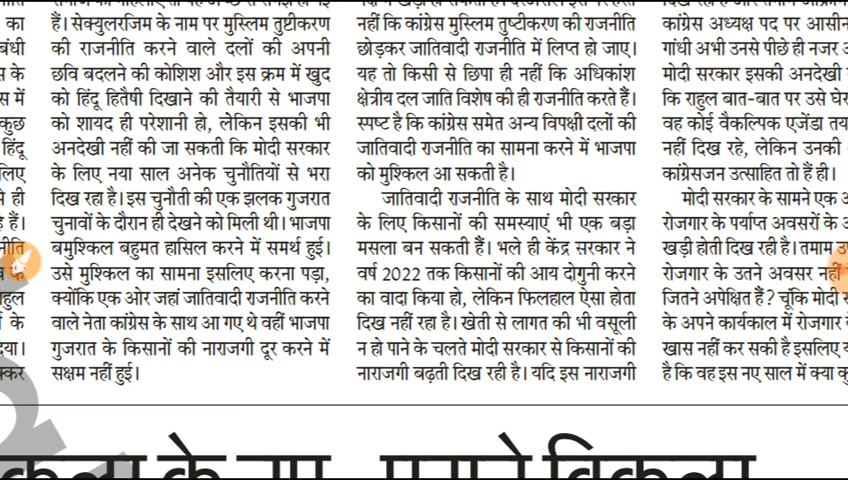 का
बंधी
स के
स में
कुछ
हिंदू
लिए
से ही
हैं।
नीति
हुल
के
दया।
क्कर
हैं। सेक्युलरजिम के नाम पर मुस्लिम तुष्टीकरण
की राजनीति करने वाले दलों की अपनी
छवि बदलने की कोशिश और इस क्रम में खुद
को हिंदू हितैषी दिखाने की तैयारी से भाजपा
को शायद ही परेशानी हो, लेकिन इसकी भी
अनदेखी नहीं की जा सकती कि मोदी सरकार
के लिए नया साल अनेक चुनौतियों से भरा
दिख रहा है। इस चुनौती की एक झलक गुजरात
चुनावों के दौरान ही देखने को मिली थी। भाजपा
बमुश्किल बहुमत हासिल करने में समर्थ हुई।
उसे मुश्किल का सामना इसलिए करना पड़ा,
क्योंकि एक ओर जहां जातिवादी राजनीति करने
वाले नेता कांग्रेस के साथ आ गए थे वहीं भाजपा
गुजरात के किसानों की नाराजगी दूर करने में
सक्षम नहीं हुई।
नहीं कि कांग्रेस मुस्लिम तुष्टीकरण की राजनीति
छोड़कर जातिवादी राजनीति में लिप्त हो जाए।
यह तो किसी से छिपा ही नहीं कि अधिकांश
क्षेत्रीय दल जाति विशेष की ही राजनीति करते हैं।
स्पष्ट है कि कांग्रेस समेत अन्य विपक्षी दलों की
जातिवादी राजनीति का सामना करने में भाजपा
को मुश्किल आ सकती है।
जातिवादी राजनीति के साथ मोदी सरकार
के लिए किसानों की समस्याएं भी एक बड़ा
मसला बन सकती हैं। भले ही केंद्र सरकार ने
वर्ष 2022 तक किसानों की आय दोगुनी करने
का वादा किया हो, लेकिन फिलहाल ऐसा होता
दिख नहीं रहा है। खेती से लागत की भी वसूली
न हो पाने के चलते मोदी सरकार से किसानों की
नाराजगी बढ़ती दिख रही है। यदि इस नाराजगी
कांग्रेस अध्यक्ष पद पर आसीन
गांधी अभी उनसे पीछे ही नजर
मोदी सरकार इसकी अनदेखी
कि राहुल बात-बात पर उसे घेर
वह कोई वैकल्पिक एजेंडा तय
नहीं दिख रहे, लेकिन उनकी
कांग्रेसजन उत्साहित तो हैं ही।
मोदी सरकार के सामने एक
रोजगार के पर्याप्त अवसरों के
खड़ी होती दिख रही है। तमाम
रोजगार के उतने अवसर नहीं
जितने अपेक्षित हैं? चूंकि मोदी
के अपने कार्यकाल में रोजगार
खास नहीं कर सकी है इसलिए
है कि वह इस नए साल में क्या